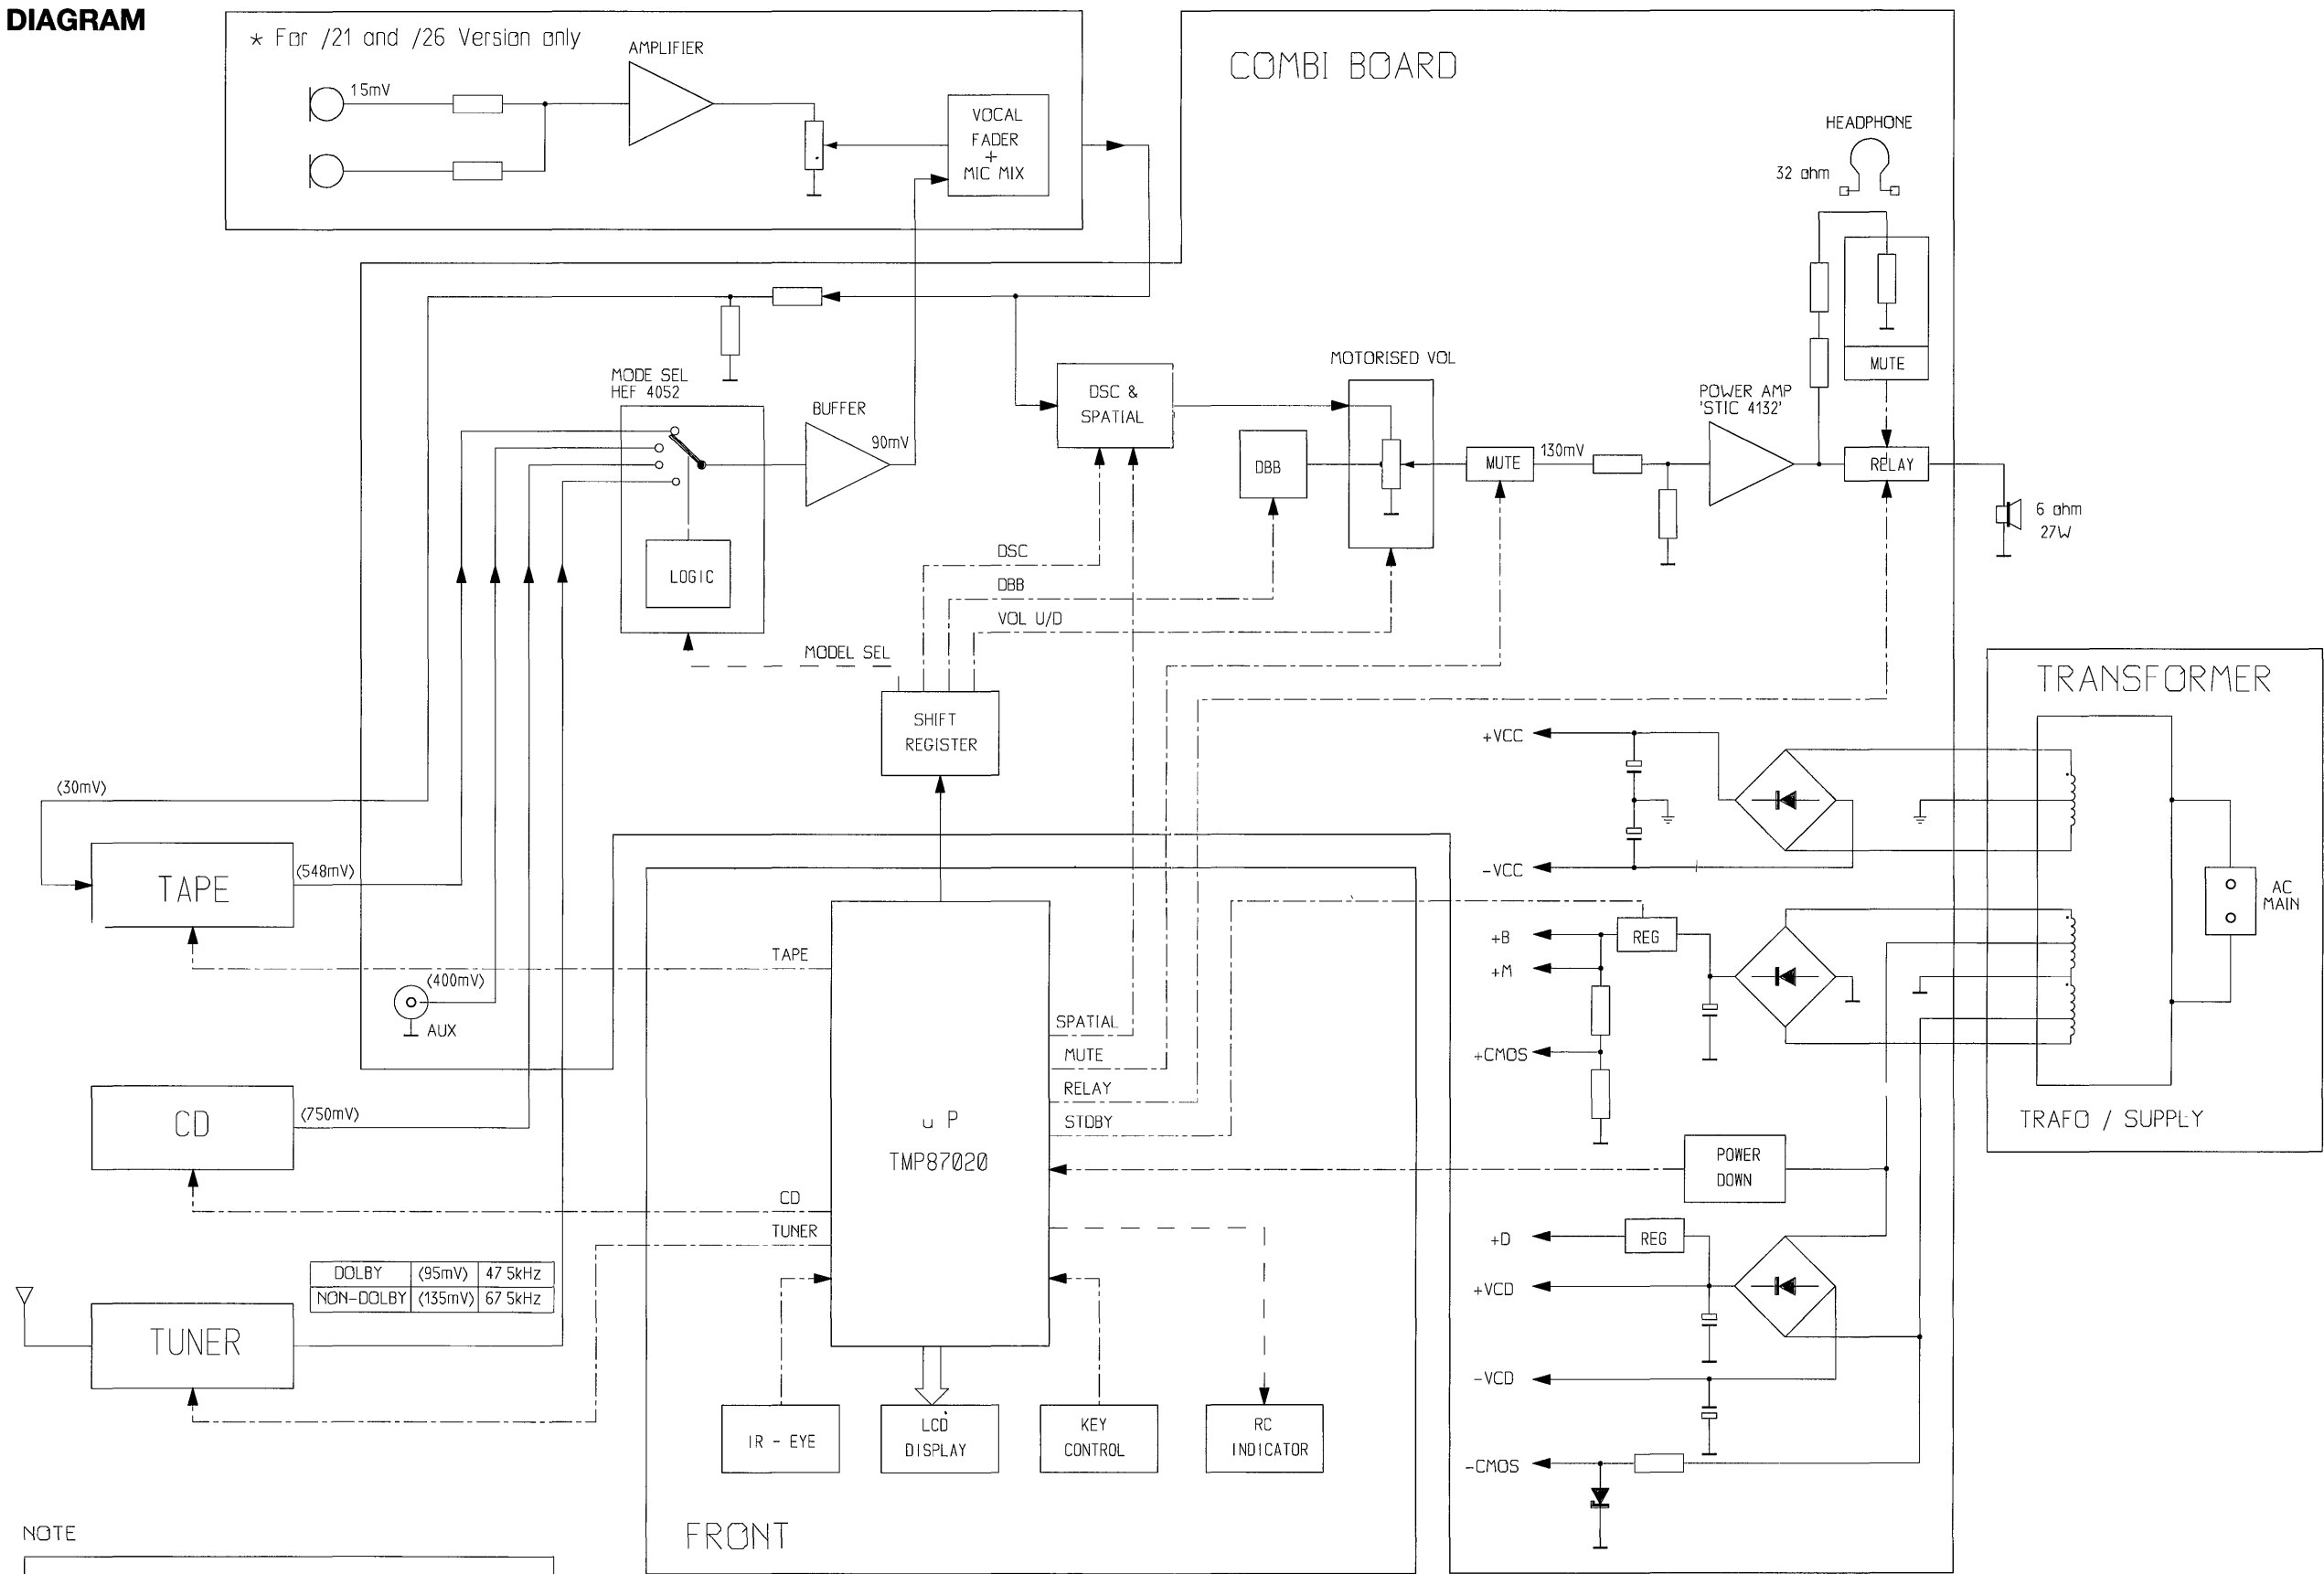 DIAGRAM
* For /21 and /26 Version only
AMPLIFIER
15mV
VOCAL
FADER
+
MIC MIX
COMBI BOARD
HEADPHONE
32 ohm
MUTE
MODE SEL
HEF 4052
LOGIC
BUFFER
90mV
DSC &
SPATIAL
MOTORISED VOL
DBB
MUTE
130mV
POWER AMP
'STIC 4132'
RELAY
6 ohm
27W
DSC
DBB
VOL U/D
MODEL SEL
SHIFT
REGISTER
TRANSFORMER
+VCC
-VCC
AC
MAIN
(30mV)
TAPE
(548mV)
(400mV)
AUX
TAPE
+B
REG
+M
+CMOS
SPATIAL
MUTE
RELAY
STDBY
u P
TMP87020
TRAFO / SUPPLY
CD
(750mV)
CD
TUNER
POWER
DOWN
+D
REG
+VCD
-VCD
-CMOS
DOLBY (95mV) 47 5kHz
NON-DOLBY (135mV) 67 5kHz
TUNER
IR - EYE
LCD
DISPLAY
KEY
CONTROL
RC
INDICATOR
FRONT
NOTE